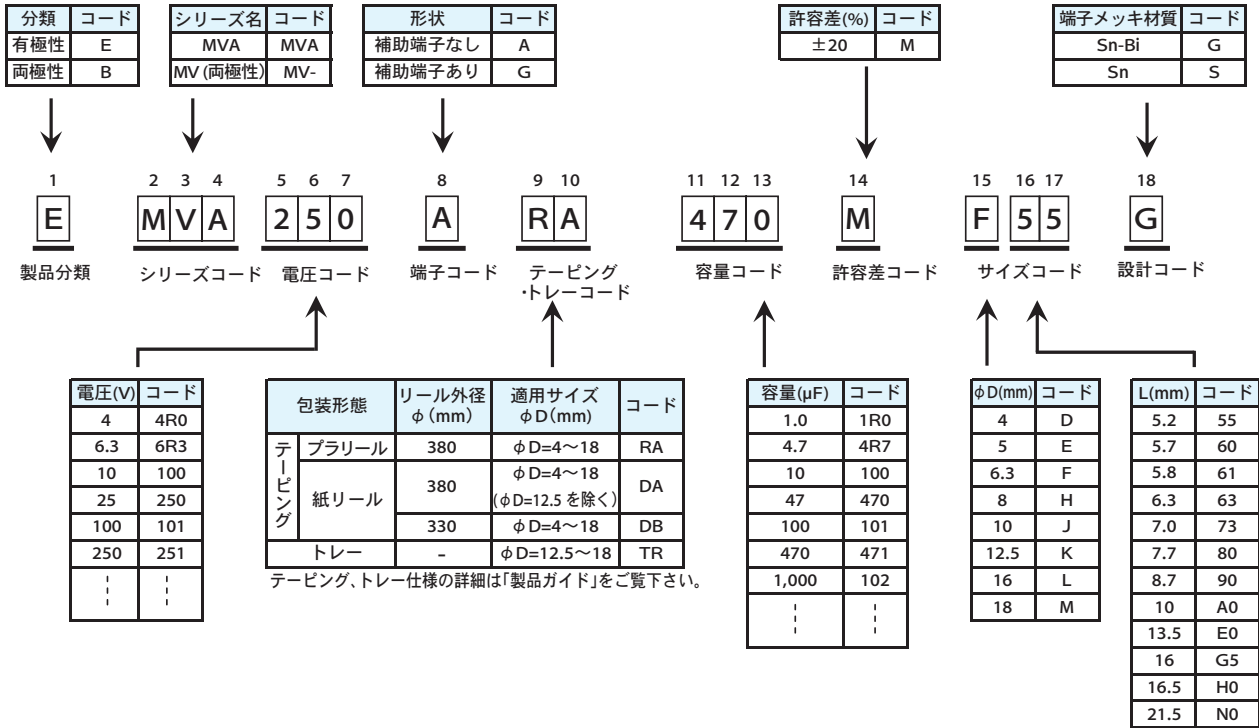 分類 コード
有極性 E
両極性 B
シリーズ名 コード
MVA MVA
MV (両極性) MV-
形状 コード
補助端子なし A
補助端子あり G
許容差(%) コード
±20 M
端子メッキ材質 コード
Sn-Bi G
Sn S
1 2 3 4 5 6 7 8 9 10 11 12 13 14 15 16 17 18
E M V A 2 5 0 A R A 4 7 0 M F 5 5 G
製品分類 シリーズコード 電圧コード 端子コード テーピング 容量コード 許容差コード サイズコード 設計コード
・トレーコード
電圧(V) コード
4 4R0
6.3 6R3
10 100
25 250
100 101
250 251
包装形態 リール外径 φ(mm) 適用サイズ φD(mm) コード
テーピング プラリール 380 φD=4〜18 RA
紙リール 380 φD=4〜18 (φD=12.5を除く) DA
330 φD=4〜18 DB
トレー - φD=12.5〜18 TR
テーピング、トレー仕様の詳細は「製品ガイド」をご覧下さい。
容量(μF) コード
1.0 1R0
4.7 4R7
10 100
47 470
100 101
470 471
1,000 102
φD(mm) コード
4 D
5 E
6.3 F
8 H
10 J
12.5 K
16 L
18 M
L(mm) コード
5.2 55
5.7 60
5.8 61
6.3 63
7.0 73
7.7 80
8.7 90
10 A0
13.5 E0
16 G5
16.5 H0
21.5 N0